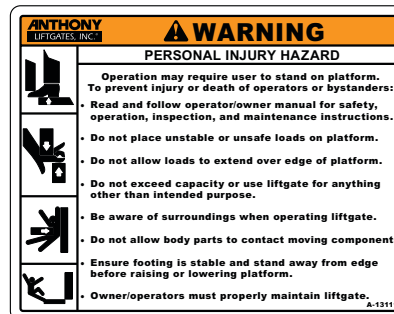 ANTHONY
LIFTGATES, INC.
WARNING
PERSONAL INJURY HAZARD
Operation may require user to stand on platform.
To prevent injury or death of operators or bystanders:
• Read and follow operator/owner manual for safety,
operation, inspection, and maintenance instructions.
• Do not place unstable or unsafe loads on platform.
• Do not allow loads to extend over edge of platform.
• Do not exceed capacity or use liftgate for anything
other than intended purpose.
• Be aware of surroundings when operating liftgate.
• Do not allow body parts to contact moving component
• Ensure footing is stable and stand away from edge
before raising or lowering platform.
• Owner/operators must properly maintain liftgate.
A-1311